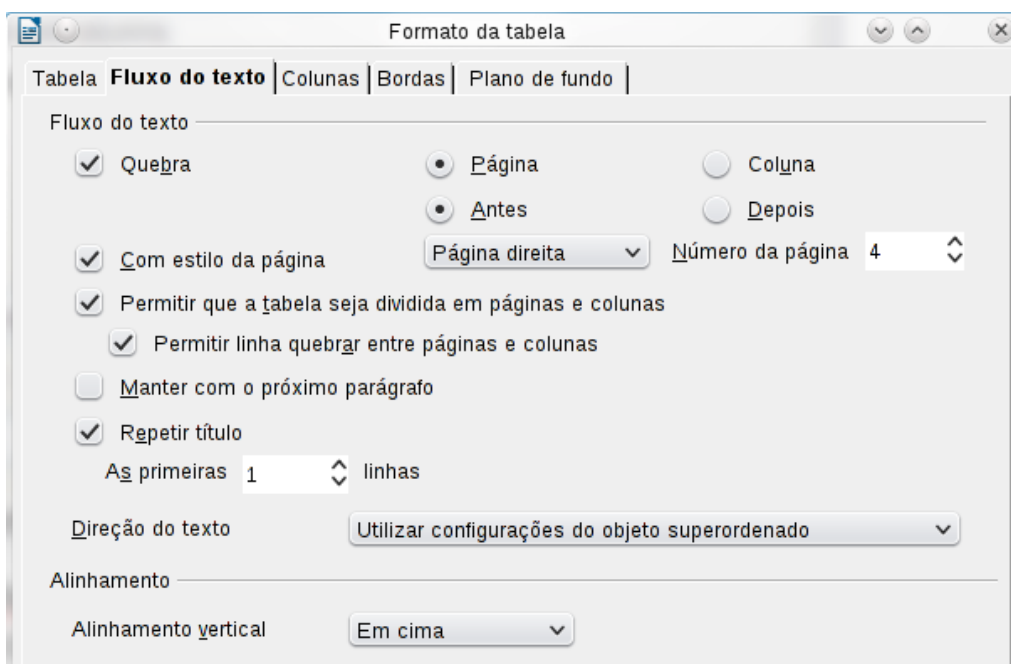 Formato da tabela
Tabela Fluxo do texto Colunas Bordas Plano de fundo
Fluxo do texto
Quebra Página Coluna
Antes Depois
Com estilo da página Página direita Número da página 4
Permitir que a tabela seja dividida em páginas e colunas
Permitir linha quebrar entre páginas e colunas
Manter com o próximo parágrafo
Repetir título
As primeiras 1 linhas
Direção do texto Utilizar configurações do objeto superordenado
Alinhamento
Alinhamento vertical Em cima